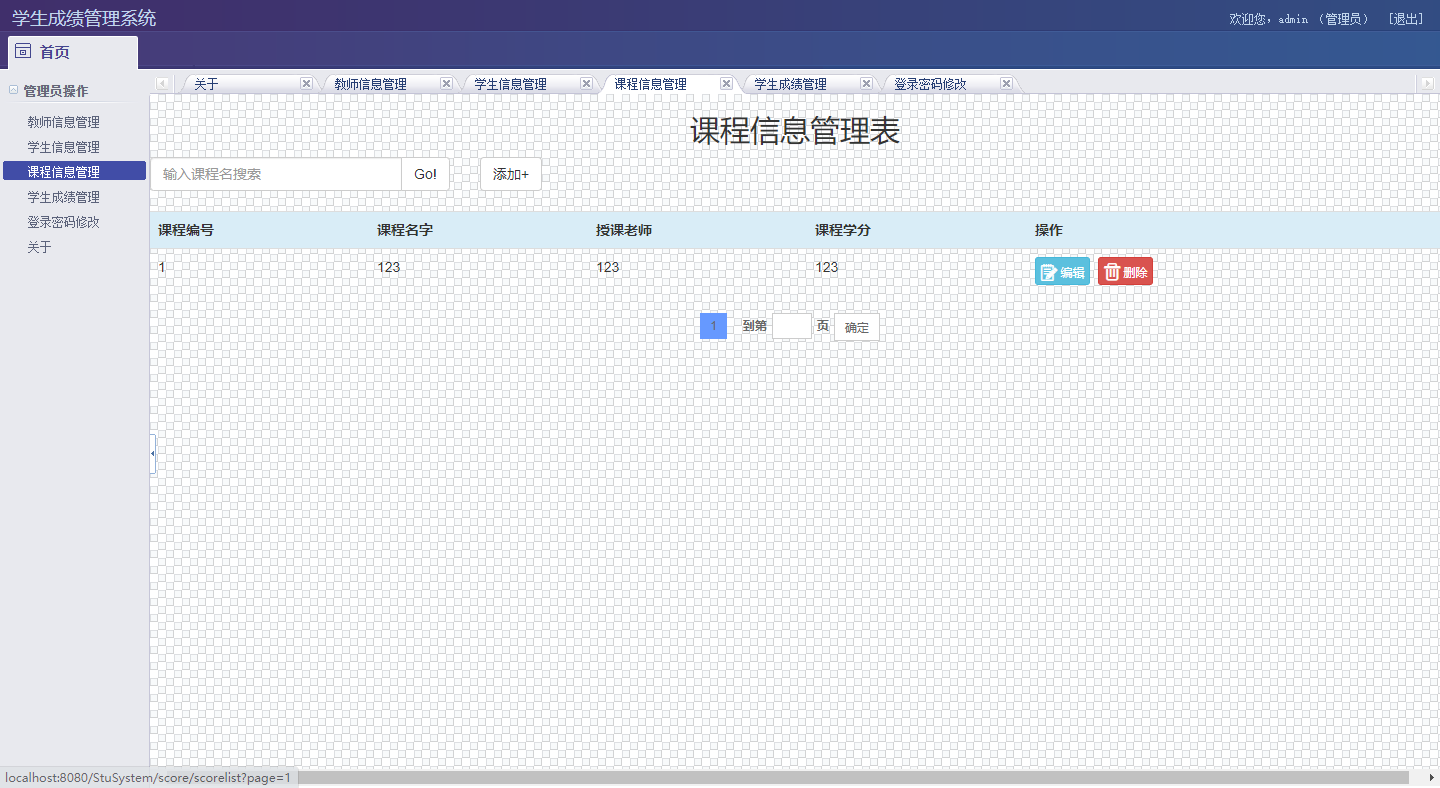 学生成绩管理系统
欢迎您，admin （管理员） [退出]
首页
管理员操作
教师信息管理
学生信息管理
课程信息管理
学生成绩管理
登录密码修改
关于
关于 教师信息管理 学生信息管理 课程信息管理 学生成绩管理 登录密码修改
课程信息管理表
输入课程名搜索 Go! 添加+
课程编号 课程名字 授课老师 课程学分 操作
1 123 123 123 编辑 删除
1 到第 页 确定
localhost:8080/StuSystem/score/scorelist?page=1